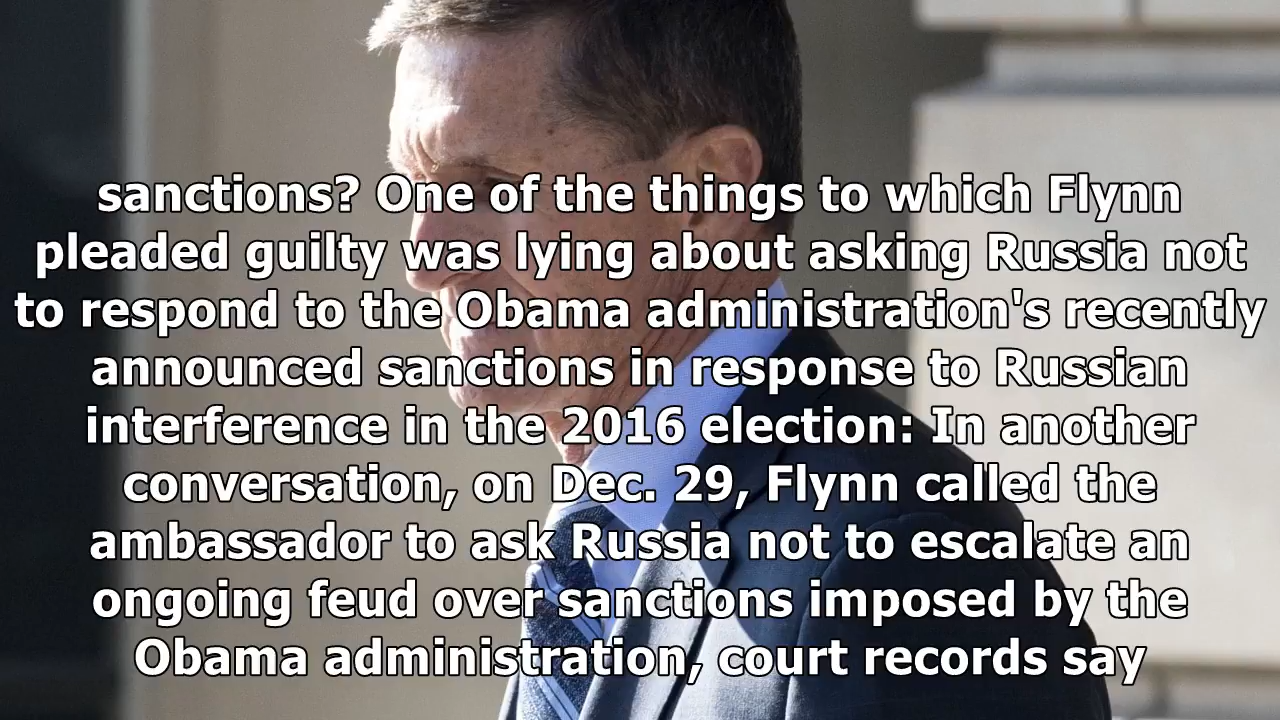 sanctions? One of the things to which Flynn
pleaded guilty was lying about asking Russia not
to respond to the Obama administration's recently
announced sanctions in response to Russian
interference in the 2016 election: In another
conversation, on Dec. 29, Flynn called the
ambassador to ask Russia not to escalate an
ongoing feud over sanctions imposed by the
Obama administration, court records say